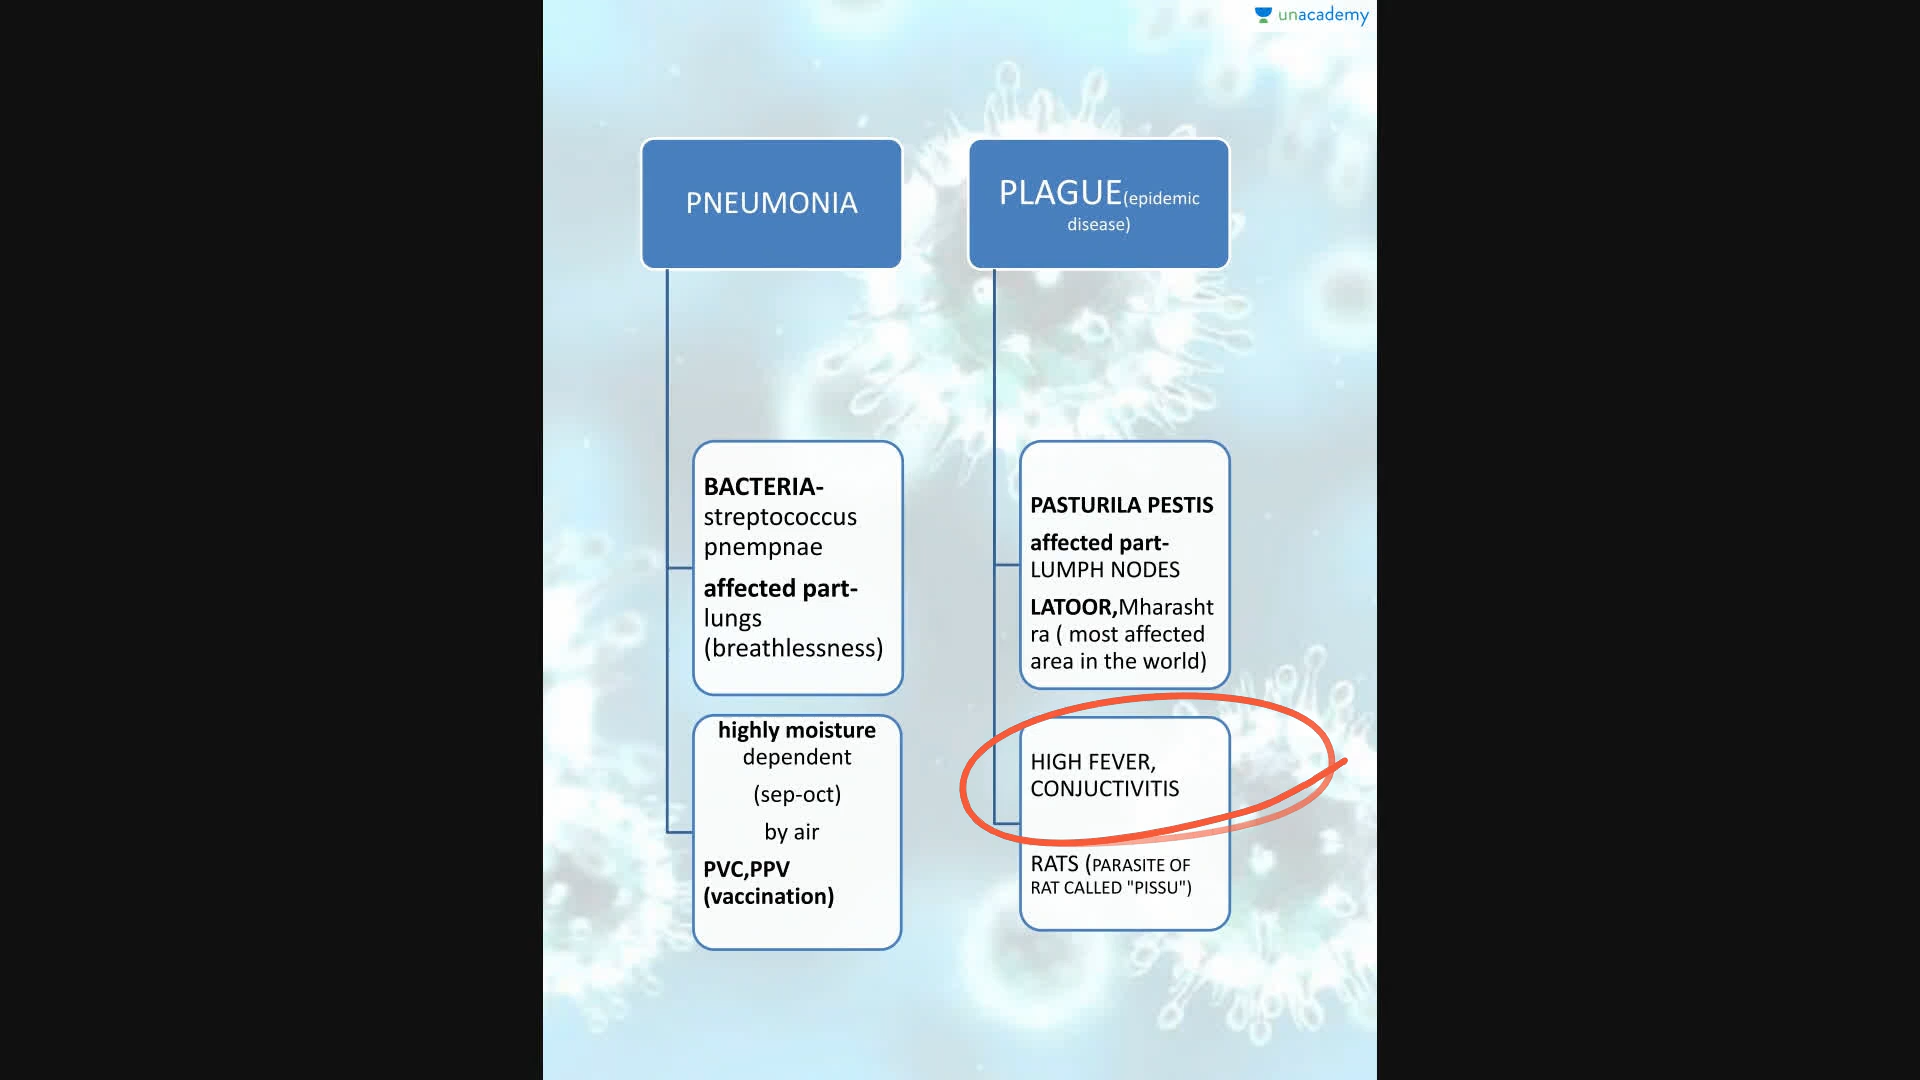 unacademy
PNEUMONIA
BACTERIA-
streptococcus
pnempnae
affected part-
lungs
(breathlessness)
highly moisture
dependent
(sep-oct)
by air
PVC,PPV
(vaccination)
PLAGUE(epidemic
disease)
PASTURILA PESTIS
affected part-
LUMPH NODES
LATOOR,Mharasht
ra ( most affected
area in the world)
HIGH FEVER,
CONJUCTIVITIS
RATS (PARASITE OF
RAT CALLED "PISSU")